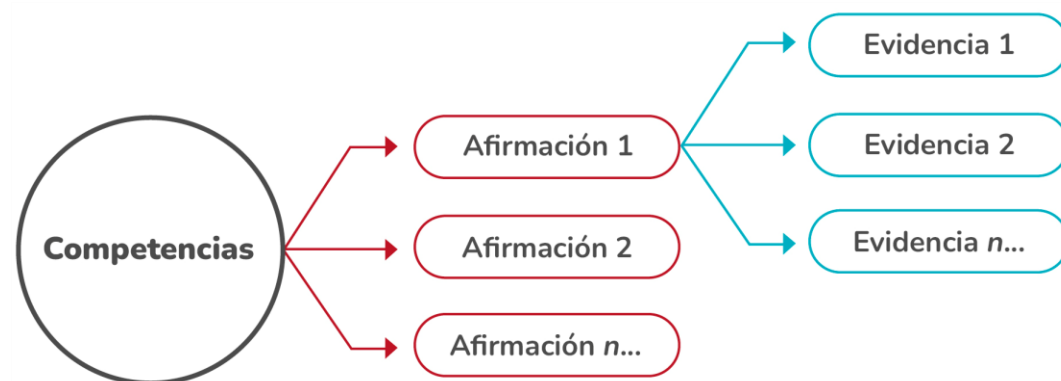 Competencias
Afirmación 1
Afirmación 2
Afirmación n...
Evidencia 1
Evidencia 2
Evidencia n...